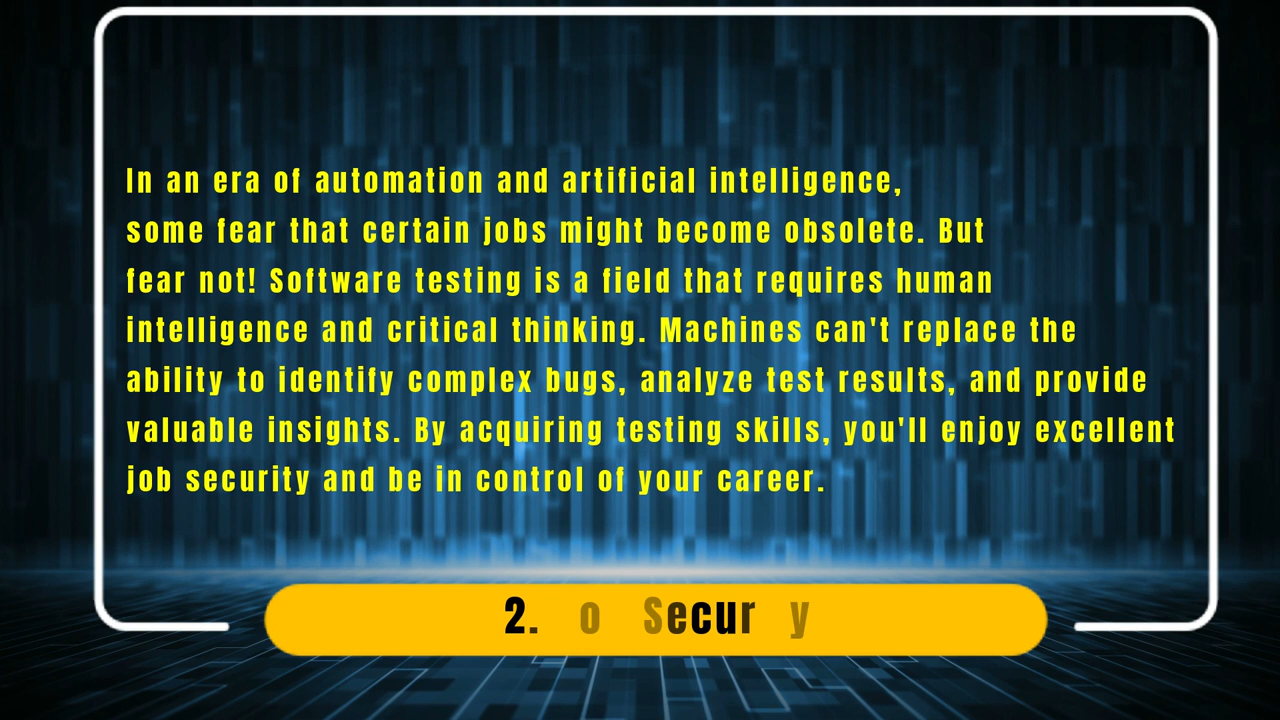 In an era of automation and artificial intelligence,
some fear that certain jobs might become obsolete. But
fear not! Software testing is a field that requires human
intelligence and critical thinking. Machines can't replace the
ability to identify complex bugs, analyze test results, and provide
valuable insights. By acquiring testing skills, you'll enjoy excellent
job security and be in control of your career.
2. o Secur y